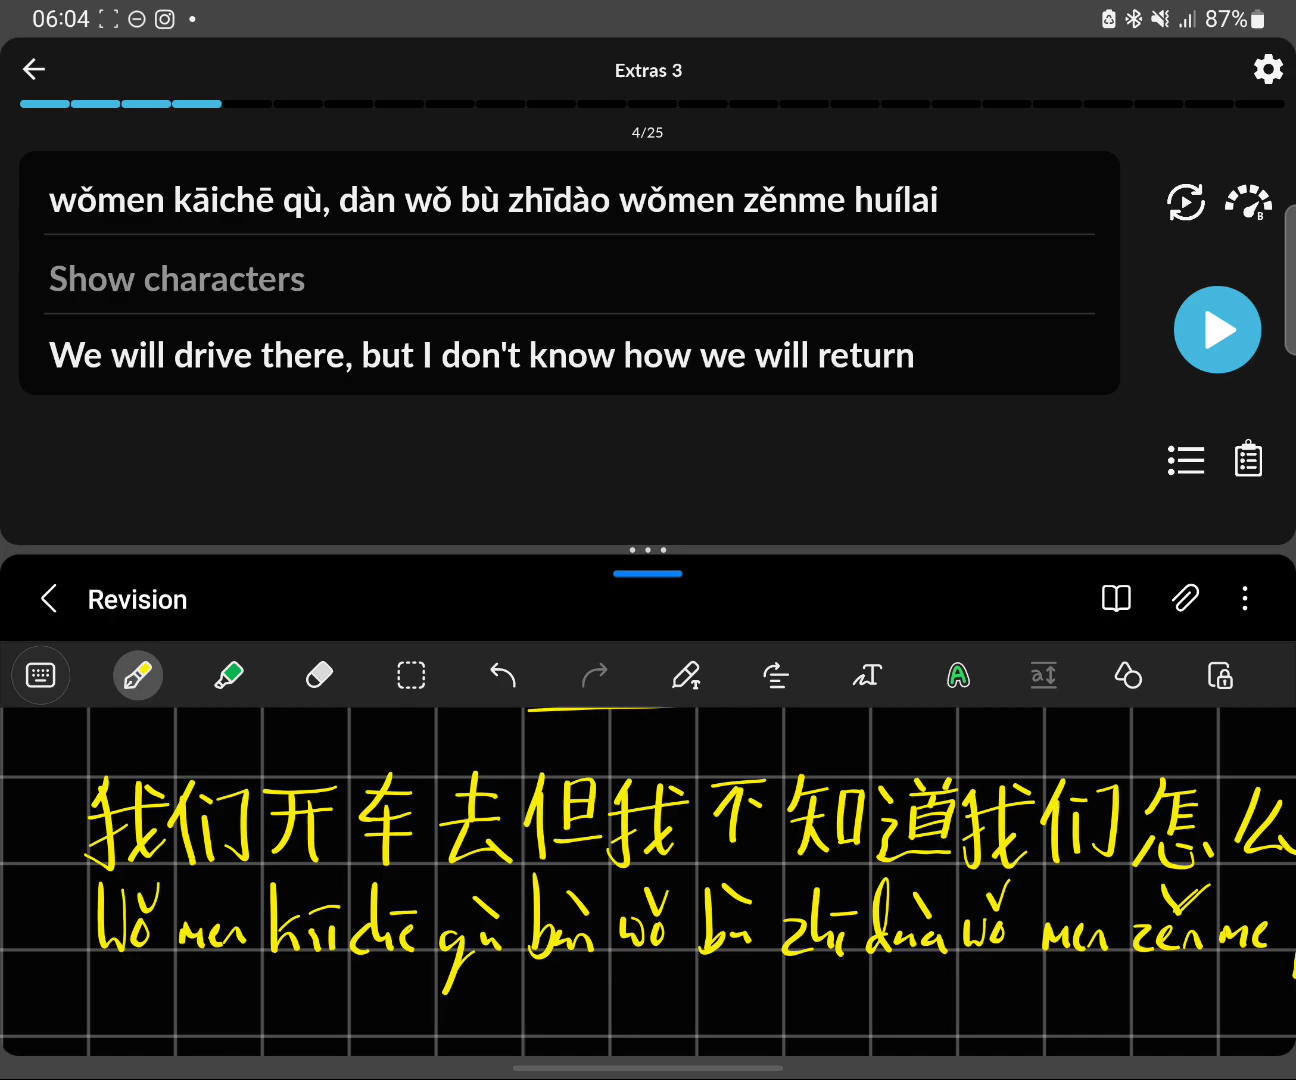 06:04 87%
Extras 3
4/25
wǒmen kāichē qù, dàn wǒ bù zhīdào wǒmen zěnme huílai
Show characters
We will drive there, but I don't know how we will return
Revision
我们开车去但我不知道我们怎么
wǒ men kāi chē qù bàn wǒ bù zhī dào wǒ men zěn me